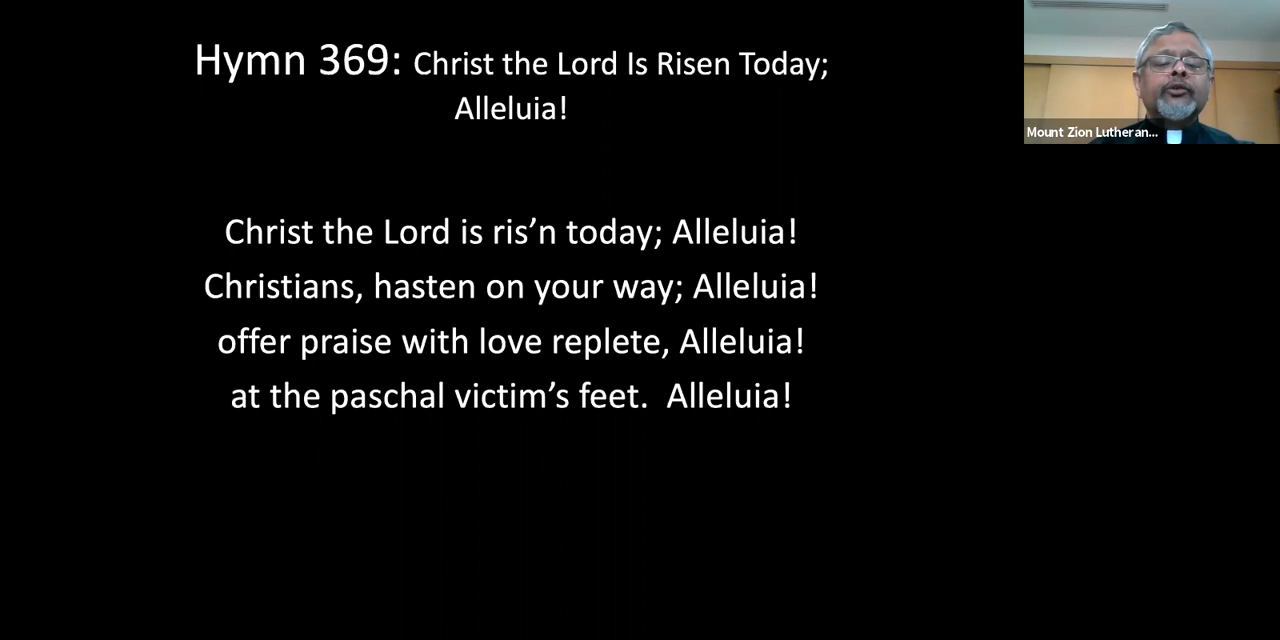 Hymn 369: Christ the Lord Is Risen Today;
Alleluia!
Christ the Lord is ris’n today; Alleluia!
Christians, hasten on your way; Alleluia!
offer praise with love replete, Alleluia!
at the paschal victim’s feet.  Alleluia!
Mount Zion Lutheran...